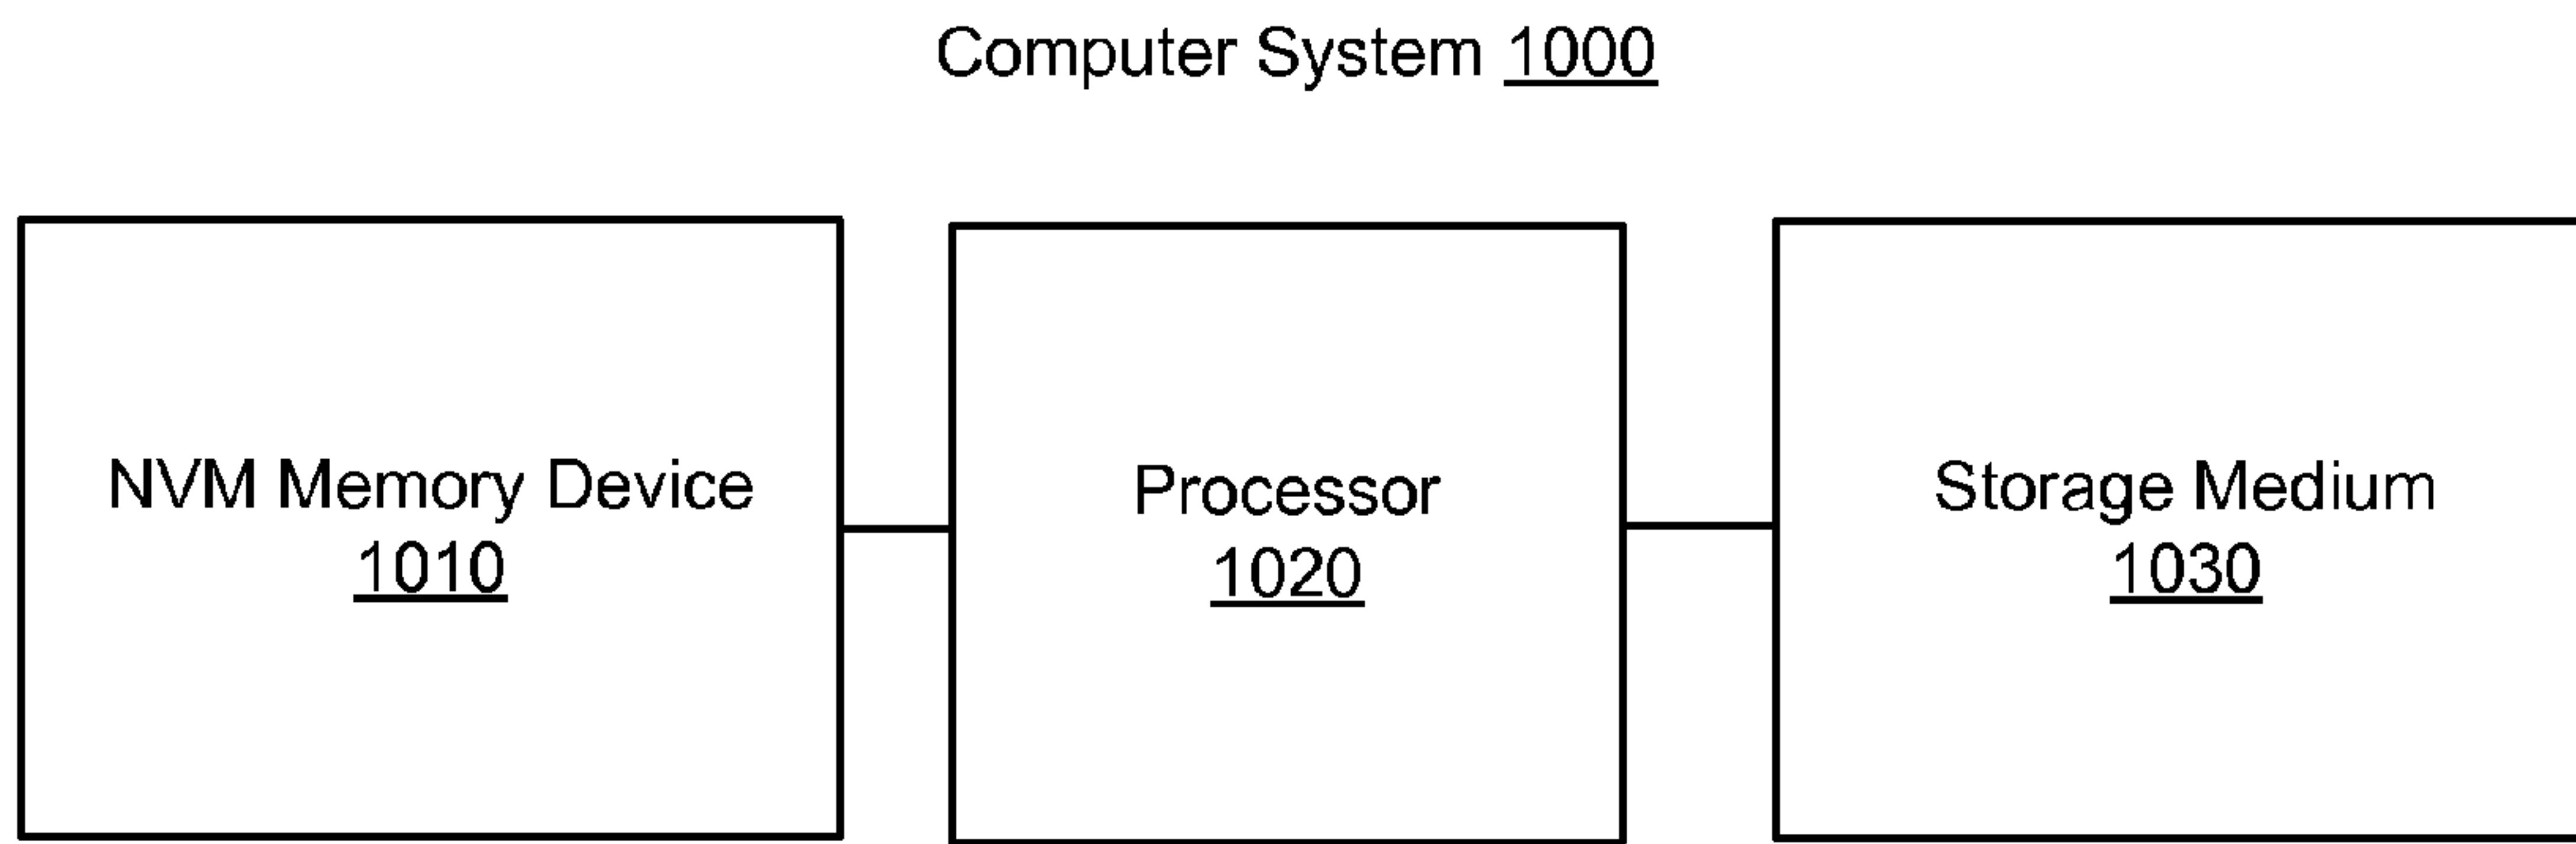 Computer System 1000
NVM Memory Device
1010
Processor
1020
Storage Medium
1030